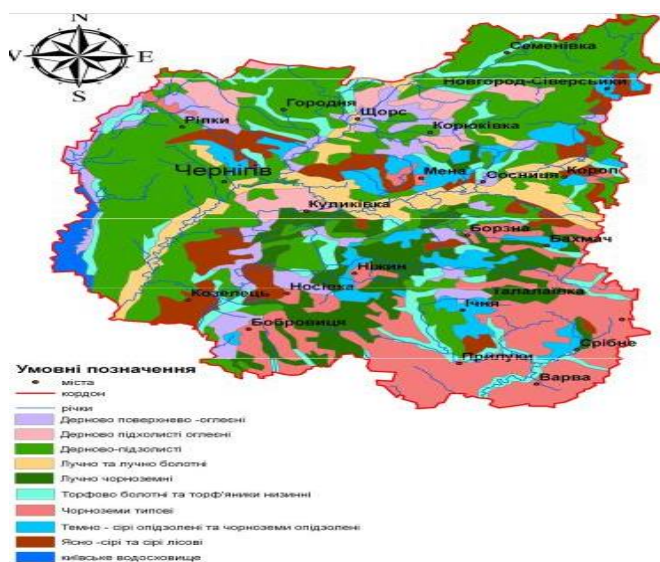 N
V
E
S
Семенівка
Новгород-Сіверський
Городня
Щорс
Ріпки
Корюківка
Чернігів
Мена
Сосниця
Короп
Куликівка
Борзна
Бахмач
Ніжин
Талалаївка
Козелець
Носівка
Ічня
Бобровиця
Срібне
Прилуки
Варва
Умовні позначення
міста
кордон
річки
Дерново поверхнево -оглеєні
Дерново підхолисті оглеєні
Дерново-підзолисті
Лучно та лучно болотні
Лучно чорноземні
Торфово болотні та торф'яники низинні
Чорноземи типові
Темно - сірі опідзолені та чорноземи опідзолені
Ясно -сірі та сірі лісові
київське водосховище